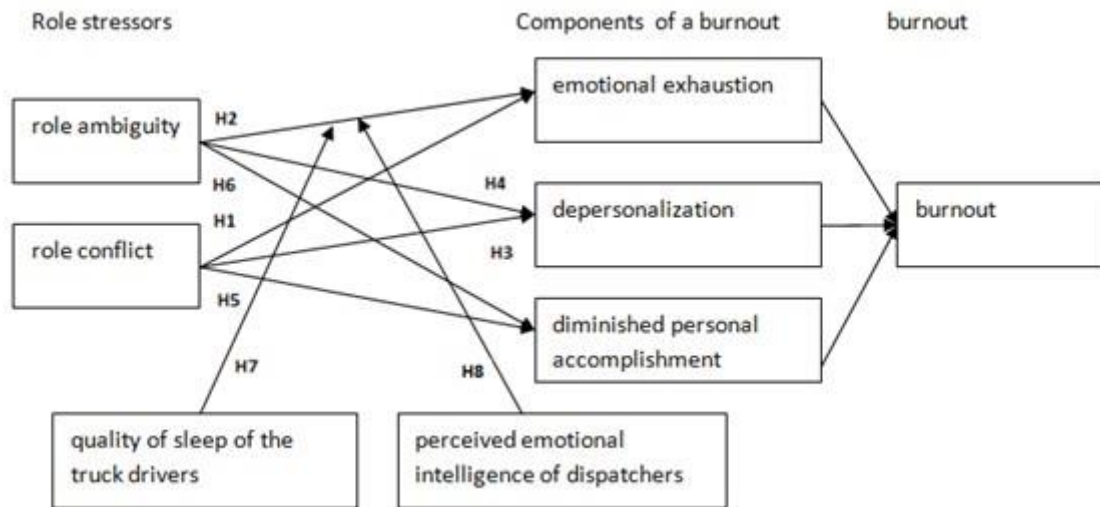 Role stressors
Components of a burnout
burnout
emotional exhaustion
role ambiguity
H2
H4
H6
depersonalization
burnout
H1
role conflict
H3
H5
diminished personal
accomplishment
H7
H8
quality of sleep of the
truck drivers
perceived emotional
intelligence of dispatchers